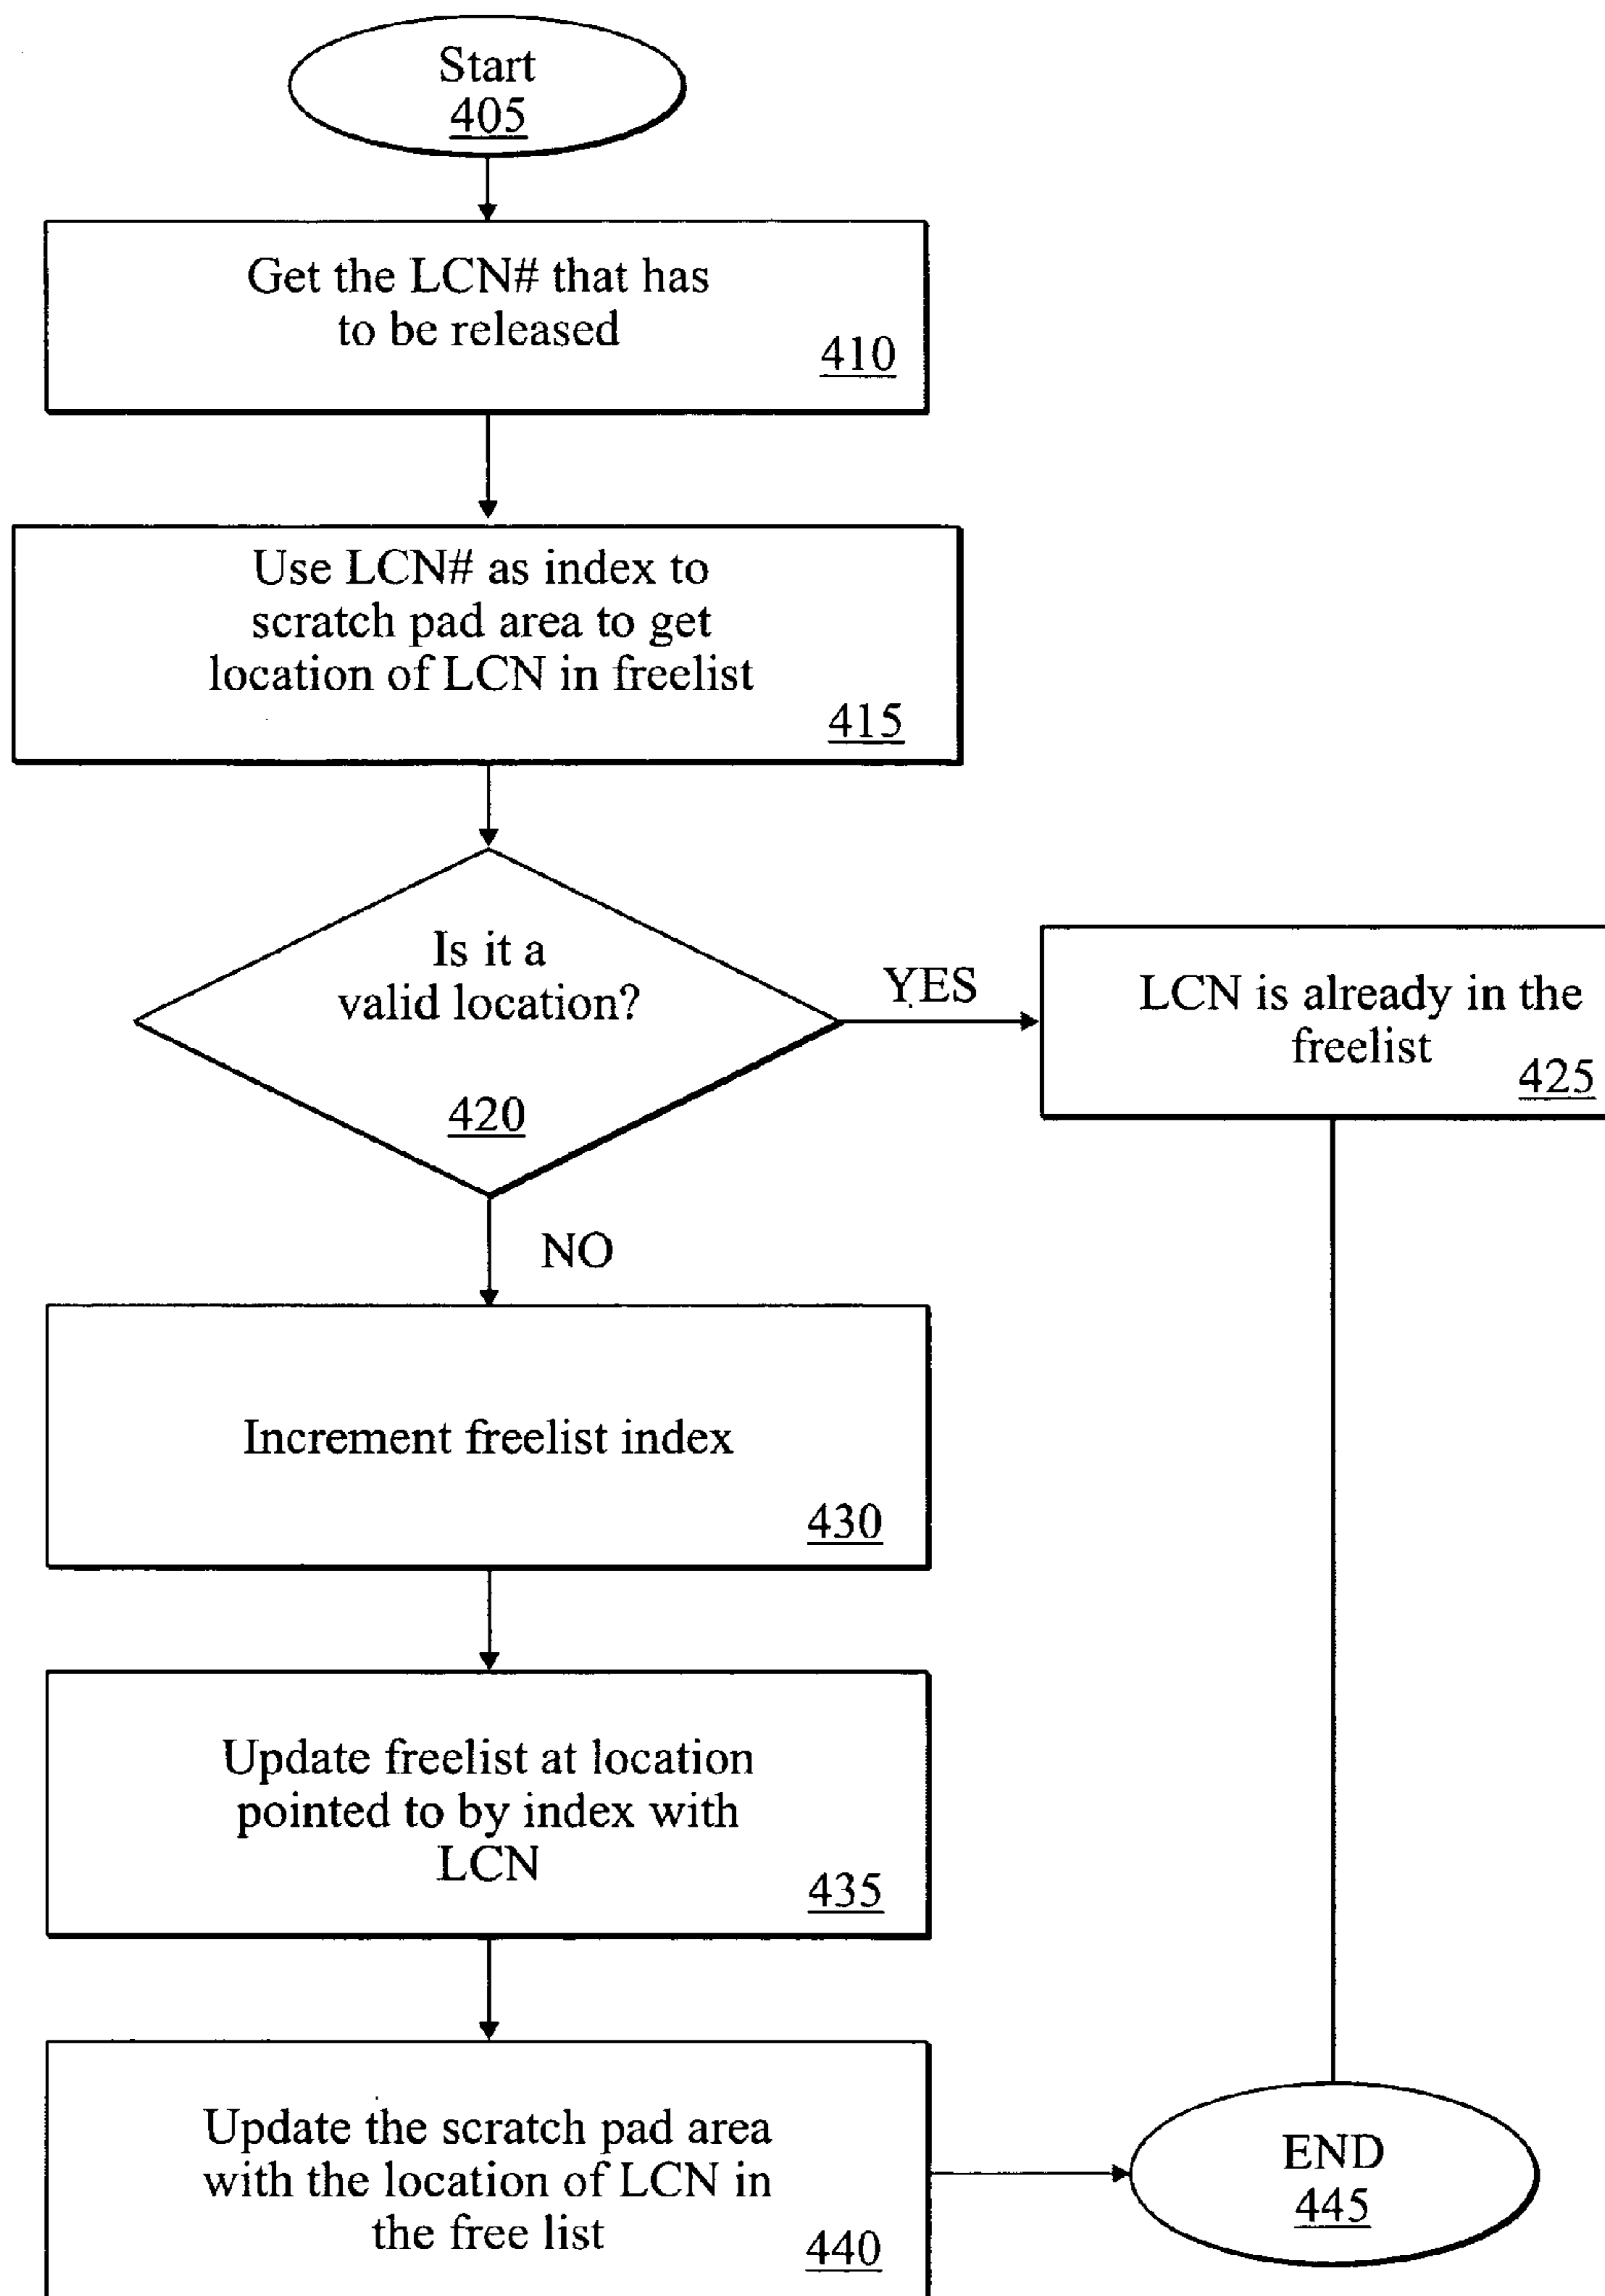 Start
405
Get the LCN# that has
to be released
410
Use LCN# as index to
scratch pad area to get
location of LCN in freelist
415
Is it a
valid location?
420
YES
LCN is already in the
freelist
425
NO
Increment freelist index
430
Update freelist at location
pointed to by index with
LCN
435
Update the scratch pad area
with the location of LCN in
the free list
440
END
445